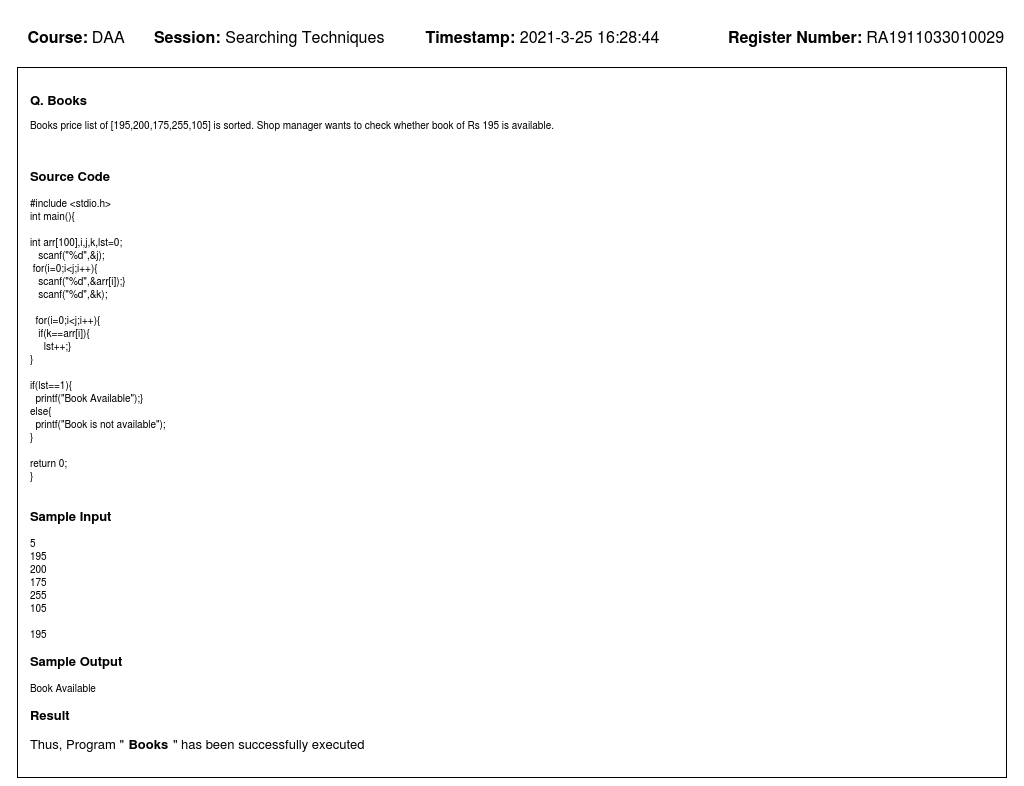 Course: DAA Session: Searching Techniques Timestamp: 2021-3-25 16:28:44 Register Number: RA1911033010029
Q. Books
Books price list of [195,200,175,255,105] is sorted. Shop manager wants to check whether book of Rs 195 is available.
Source Code
#include <stdio.h>
int main(){
int arr[100],i,j,k,lst=0;
scanf("%d",&j);
for(i=0;i<j;i++){
scanf("%d",&arr[i]);}
scanf("%d",&k);
for(i=0;i<j;i++){
if(k==arr[i]){
lst++;}
}
if(lst==1){
printf("Book Available");}
else{
printf("Book is not available");
}
return 0;
}
Sample Input
5
195
200
175
255
105
195
Sample Output
Book Available
Result
Thus, Program " Books " has been successfully executed